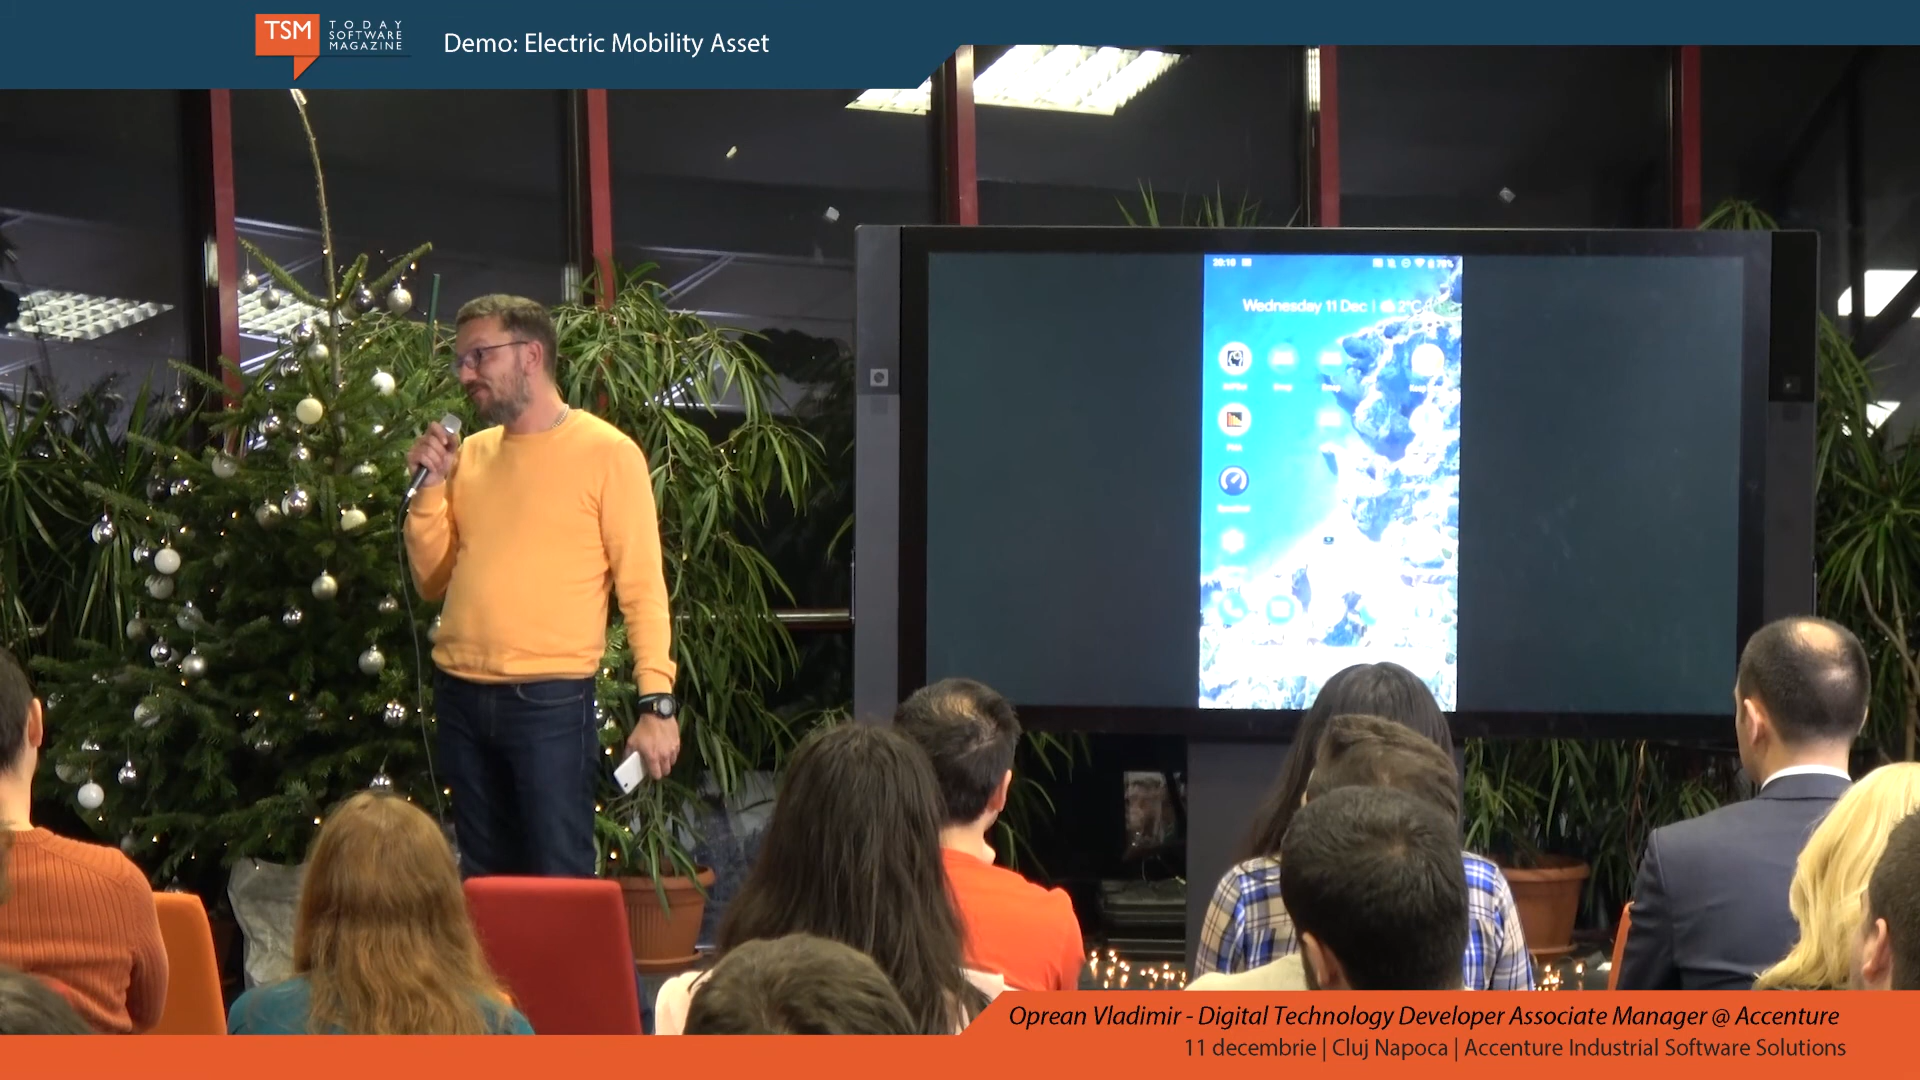 TSM
TODAY
SOFTWARE
MAGAZINE
Demo: Electric Mobility Asset
Wednesday 11 Dec | 2°C
Oprean Vladimir - Digital Technology Developer Associate Manager @ Accenture
11 decembrie | Cluj Napoca | Accenture Industrial Software Solutions